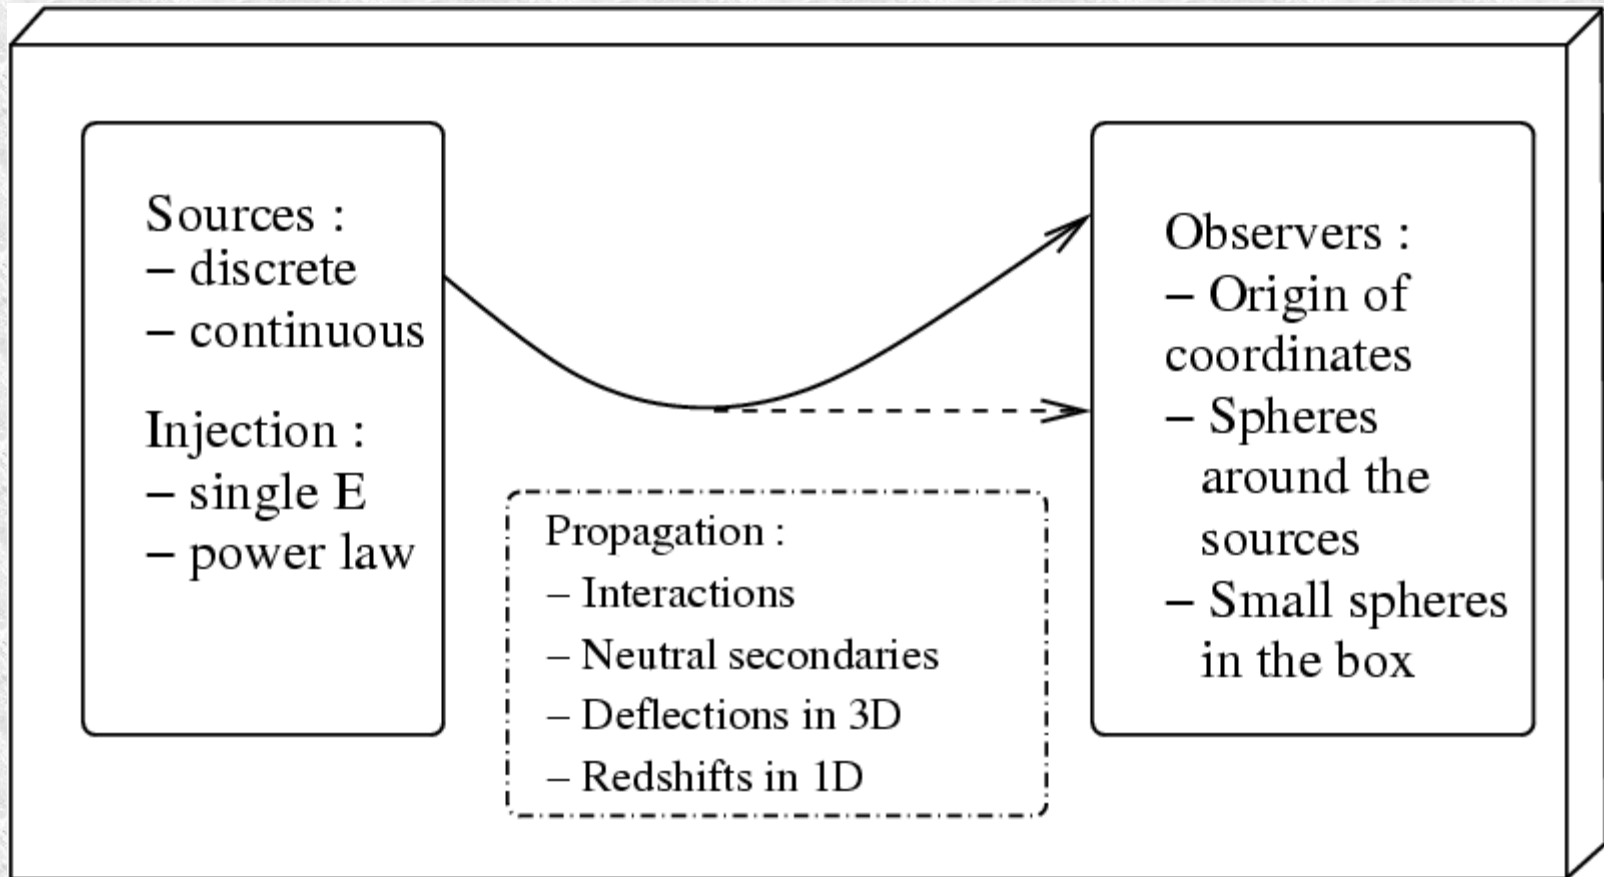 Sources :
– discrete
– continuous
Injection :
– single E
– power law
Propagation :
– Interactions
– Neutral secondaries
– Deflections in 3D
– Redshifts in 1D
Observers :
– Origin of
coordinates
– Spheres
around the
sources
– Small spheres
in the box